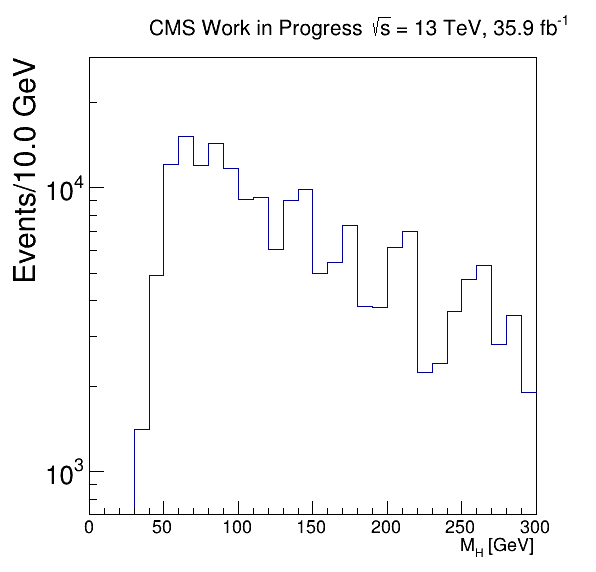 CMS Work in Progress √s = 13 TeV, 35.9 fb⁻¹
Events/10.0 GeV
10⁴
10³
0 50 100 150 200 250 300
M_H [GeV]